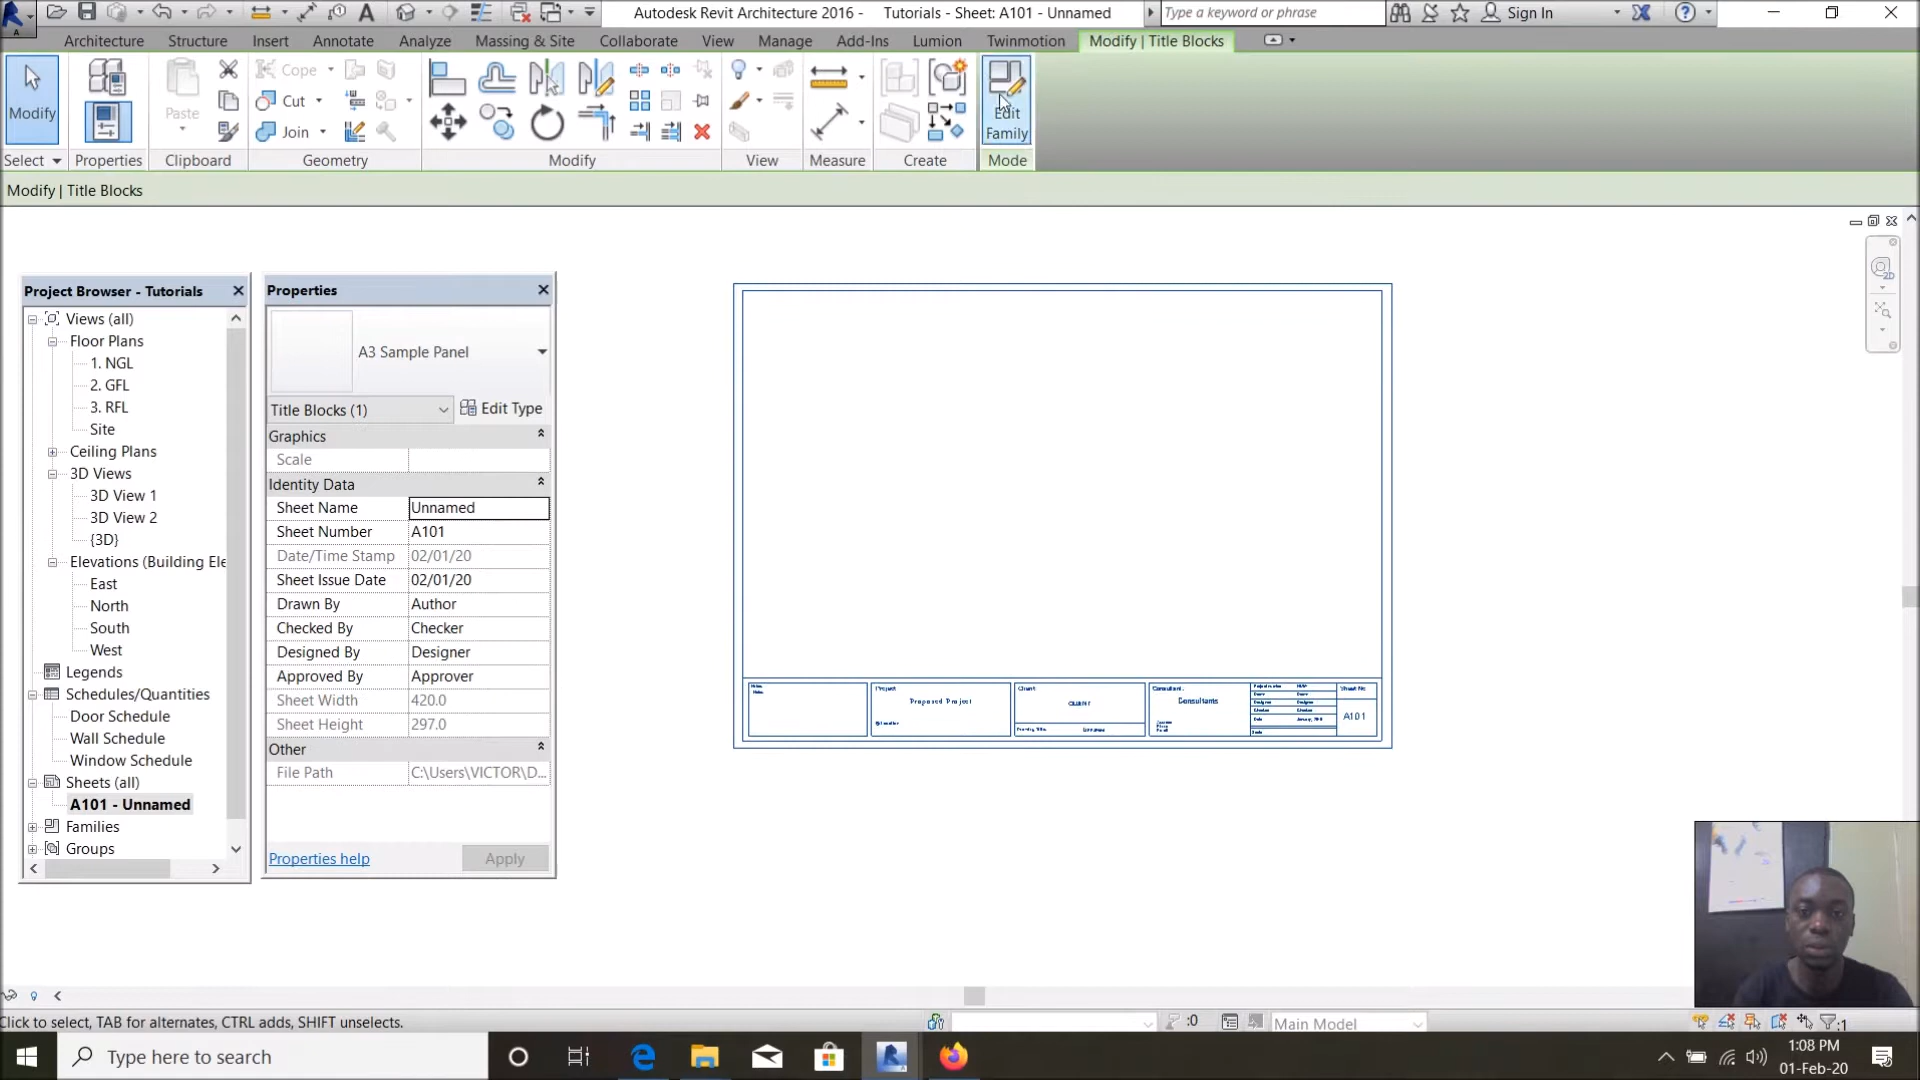 Autodesk Revit Architecture 2016 - Tutorials - Sheet: A101 - Unnamed
Type a keyword or phrase
Sign In
Architecture Structure Insert Annotate Analyze Massing & Site Collaborate View Manage Add-Ins Lumion Twinmotion Modify | Title Blocks
Modify
Paste
Cope
Cut
Join
Edit
Family
Select Properties Clipboard Geometry Modify View Measure Create Mode
Modify | Title Blocks
Project Browser - Tutorials
Views (all)
Floor Plans
1. NGL
2. GFL
3. RFL
Site
Ceiling Plans
3D Views
3D View 1
3D View 2
{3D}
Elevations (Building Ele
East
North
South
West
Legends
Schedules/Quantities
Door Schedule
Wall Schedule
Window Schedule
Sheets (all)
A101 - Unnamed
Families
Groups
Properties
A3 Sample Panel
Title Blocks (1)
Edit Type
Graphics
Scale
Identity Data
Sheet Name Unnamed
Sheet Number A101
Date/Time Stamp 02/01/20
Sheet Issue Date 02/01/20
Drawn By Author
Checked By Checker
Designed By Designer
Approved By Approver
Sheet Width 420.0
Sheet Height 297.0
Other
File Path C:\Users\VICTOR\D...
Properties help
Apply
Project
Proposed Project
Client
CLIENT
Consultant:
Consultants
Sheet No
A101
Click to select, TAB for alternates, CTRL adds, SHIFT unselects.
:0
Main Model
:1
Type here to search
1:08 PM
01-Feb-20